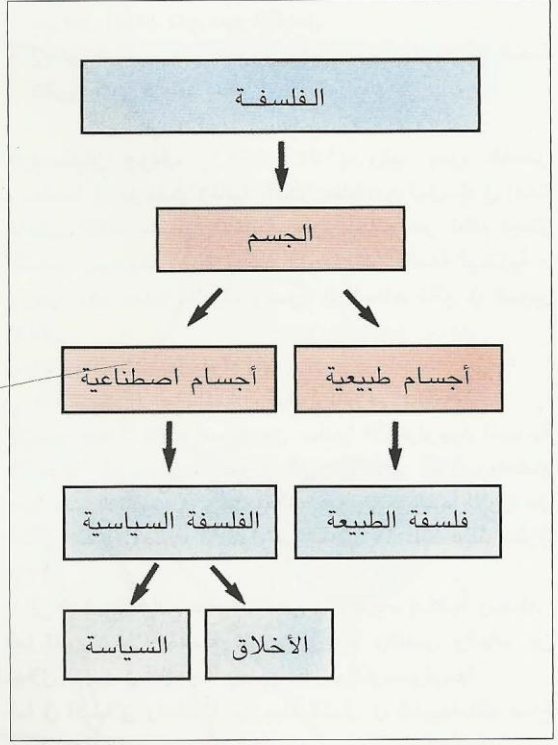 الفلسفة
الجسم
أجسام طبيعية
أجسام اصطناعية
فلسفة الطبيعة
الفلسفة السياسية
الأخلاق
السياسة